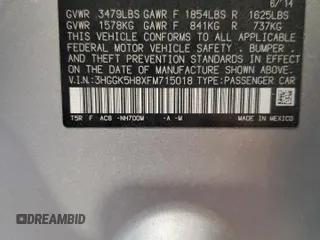 6/14
GVWR 3479LBS GAWR F 1854LBS R 1625LBS
GVWR 1578KG GAWR F 841KG R 737KG
THIS VEHICLE CONFORMS TO ALL APPLICABLE
FEDERAL MOTOR VEHICLE SAFETY , BUMPER ,
AND THEFT PREVENTION STANDARDS IN EFFECT
ON THE DATE OF MANUFACTURE SHOWN ABOVE .
V.I.N:3HGGK5H8XFM715018 TYPE:PASSENGER CAR
T5R F AC8 -NH700M -A -M MADE IN MEXICO
© DREAMBID